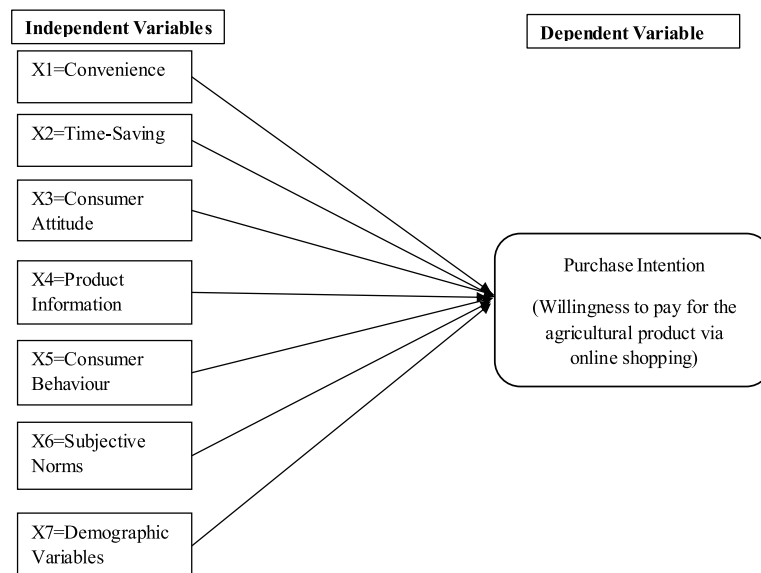 Independent Variables
Dependent Variable
X1=Convenience
X2=Time-Saving
X3=Consumer
Attitude
X4=Product
Information
X5=Consumer
Behaviour
X6=Subjective
Norms
X7=Demographic
Variables
Purchase Intention
(Willingness to pay for the
agricultural product via
online shopping)